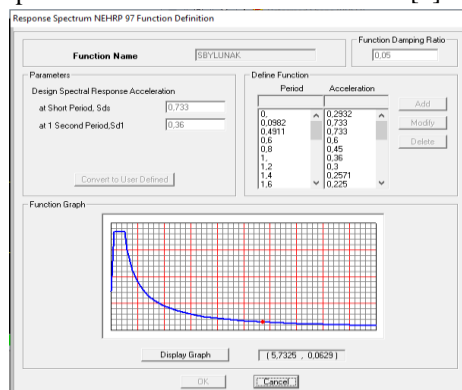 Response Spectrum NEHRP 97 Function Definition
Function Damping Ratio
Function Name SBYLUNAK 0,05
Parameters
Design Spectral Response Acceleration
at Short Period, Sds 0,733
at 1 Second Period,Sd1 0,36
Convert to User Defined
Define Function
Period Acceleration
0, 0,2932
0,0982 0,733
0,4911 0,733
0,6 0,6
0,8 0,45
1, 0,36
1,2 0,3
1,4 0,2571
1,6 0,225
Add
Modify
Delete
Function Graph
Display Graph (5,7325 , 0,0629)
OK Cancel